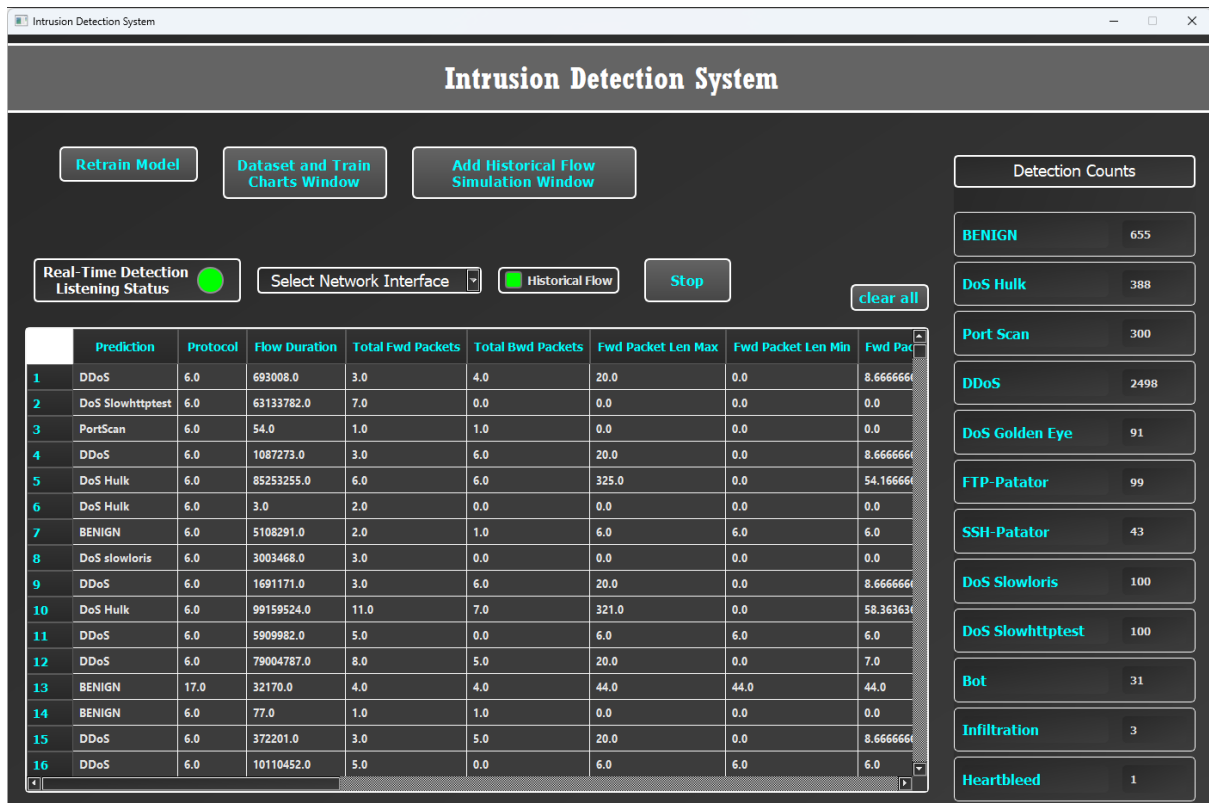 Intrusion Detection System
Intrusion Detection System
Retrain Model
Dataset and Train
Charts Window
Add Historical Flow
Simulation Window
Real-Time Detection
Listening Status
Select Network Interface
Historical Flow
Stop
clear all
Prediction Protocol Flow Duration Total Fwd Packets Total Bwd Packets Fwd Packet Len Max Fwd Packet Len Min Fwd Pac
1 DDoS 6.0 693008.0 3.0 4.0 20.0 0.0 8.6666666
2 DoS Slowhttptest 6.0 63133782.0 7.0 0.0 0.0 0.0 0.0
3 PortScan 6.0 54.0 1.0 1.0 0.0 0.0 0.0
4 DDoS 6.0 1087273.0 3.0 6.0 20.0 0.0 8.6666666
5 DoS Hulk 6.0 85253255.0 6.0 6.0 325.0 0.0 54.16666
6 DoS Hulk 6.0 3.0 2.0 0.0 0.0 0.0 0.0
7 BENIGN 6.0 5108291.0 2.0 1.0 6.0 6.0 6.0
8 DoS slowloris 6.0 3003468.0 3.0 0.0 0.0 0.0 0.0
9 DDoS 6.0 1691171.0 3.0 6.0 20.0 0.0 8.6666666
10 DoS Hulk 6.0 99159524.0 11.0 7.0 321.0 0.0 58.36363
11 DDoS 6.0 5909982.0 5.0 0.0 6.0 6.0 6.0
12 DDoS 6.0 79004787.0 8.0 5.0 20.0 0.0 7.0
13 BENIGN 17.0 32170.0 4.0 4.0 44.0 44.0 44.0
14 BENIGN 6.0 77.0 1.0 1.0 0.0 0.0 0.0
15 DDoS 6.0 372201.0 3.0 5.0 20.0 0.0 8.6666666
16 DDoS 6.0 10110452.0 5.0 0.0 6.0 6.0 6.0
Detection Counts
BENIGN 655
DoS Hulk 388
Port Scan 300
DDoS 2498
DoS Golden Eye 91
FTP-Patator 99
SSH-Patator 43
DoS Slowloris 100
DoS Slowhttptest 100
Bot 31
Infiltration 3
Heartbleed 1